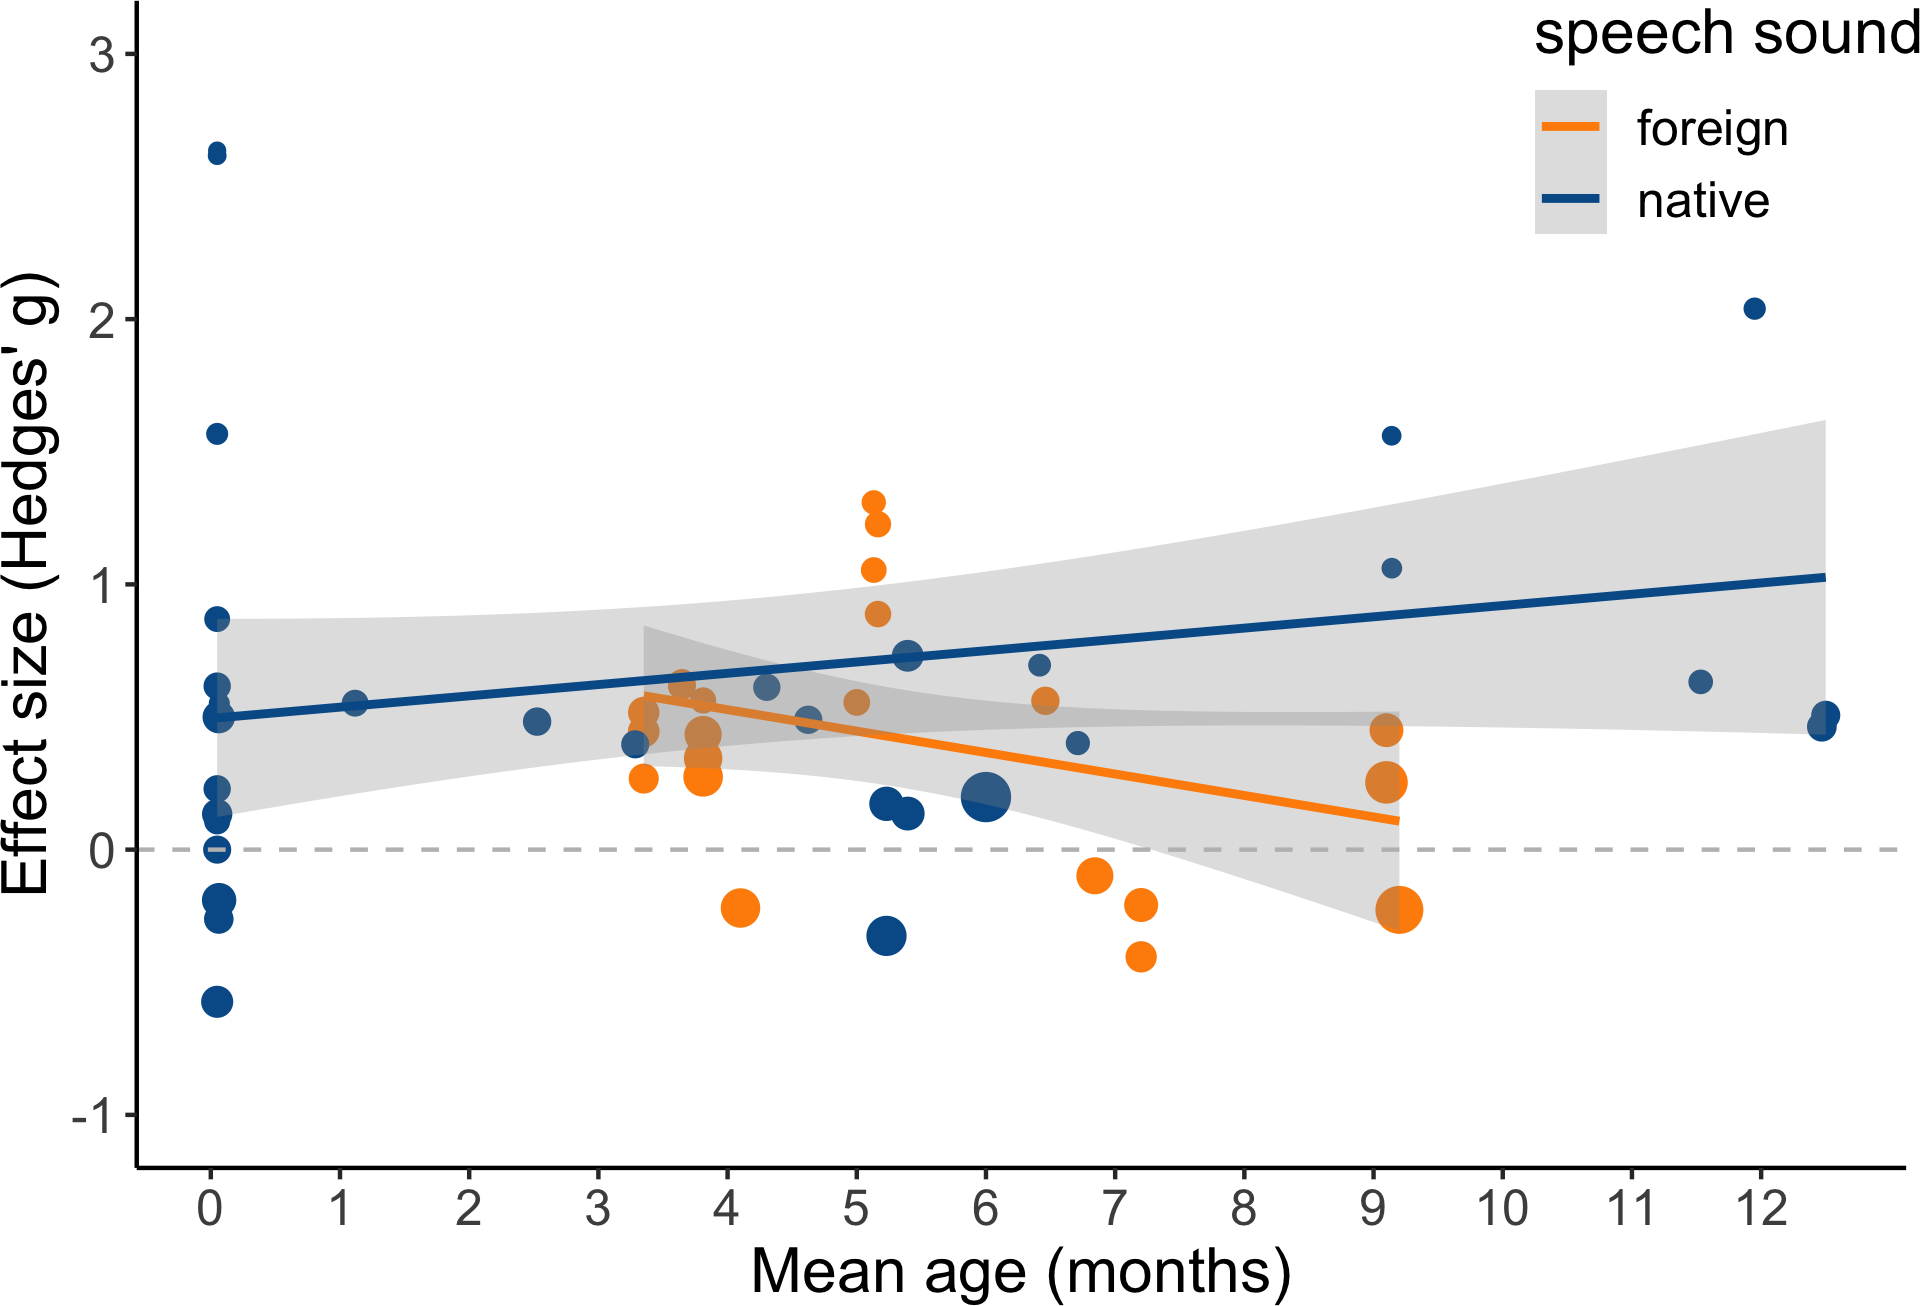 speech sound
foreign
native
Effect size (Hedges' g)
3
2
1
0
-1
0 1 2 3 4 5 6 7 8 9 10 11 12
Mean age (months)